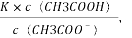 K × c (CH3COOH)
c (CH3COO⁻)
,